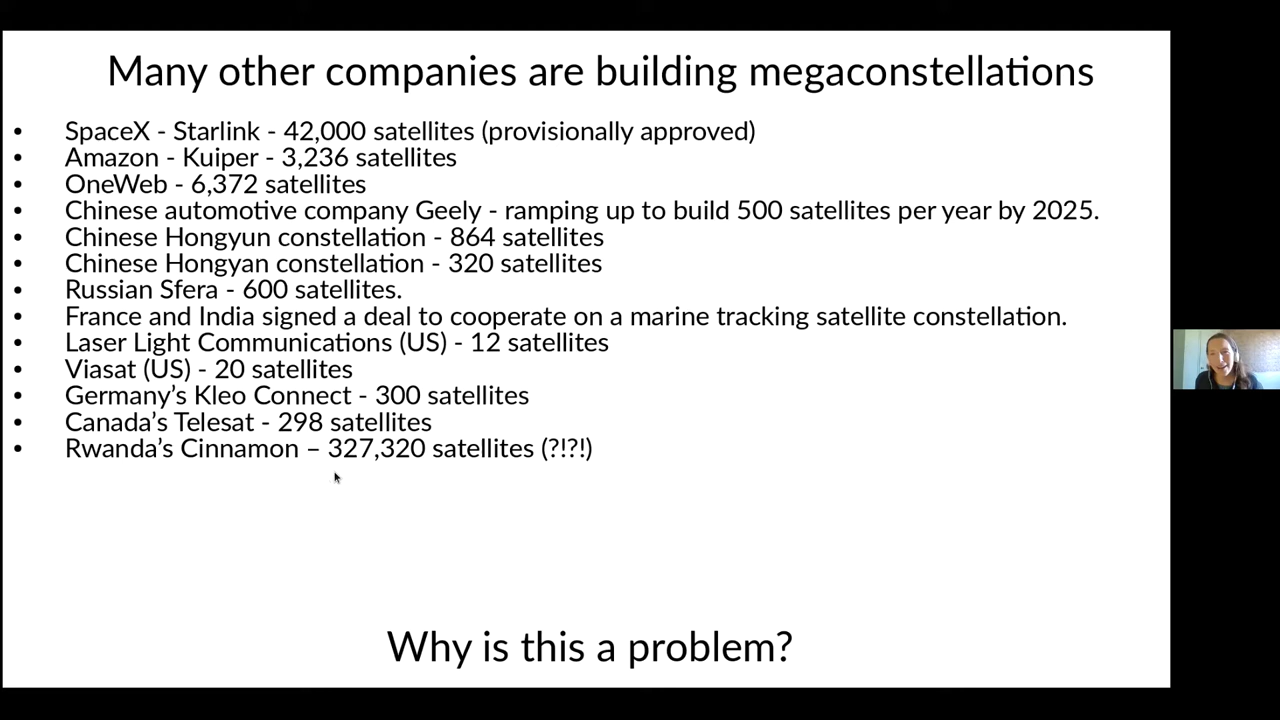 Many other companies are building megaconstellations
• SpaceX - Starlink - 42,000 satellites (provisionally approved)
• Amazon - Kuiper - 3,236 satellites
• OneWeb - 6,372 satellites
• Chinese automotive company Geely - ramping up to build 500 satellites per year by 2025.
• Chinese Hongyun constellation - 864 satellites
• Chinese Hongyan constellation - 320 satellites
• Russian Sfera - 600 satellites.
• France and India signed a deal to cooperate on a marine tracking satellite constellation.
• Laser Light Communications (US) - 12 satellites
• Viasat (US) - 20 satellites
• Germany’s Kleo Connect - 300 satellites
• Canada’s Telesat - 298 satellites
• Rwanda’s Cinnamon – 327,320 satellites (?!?!)
Why is this a problem?